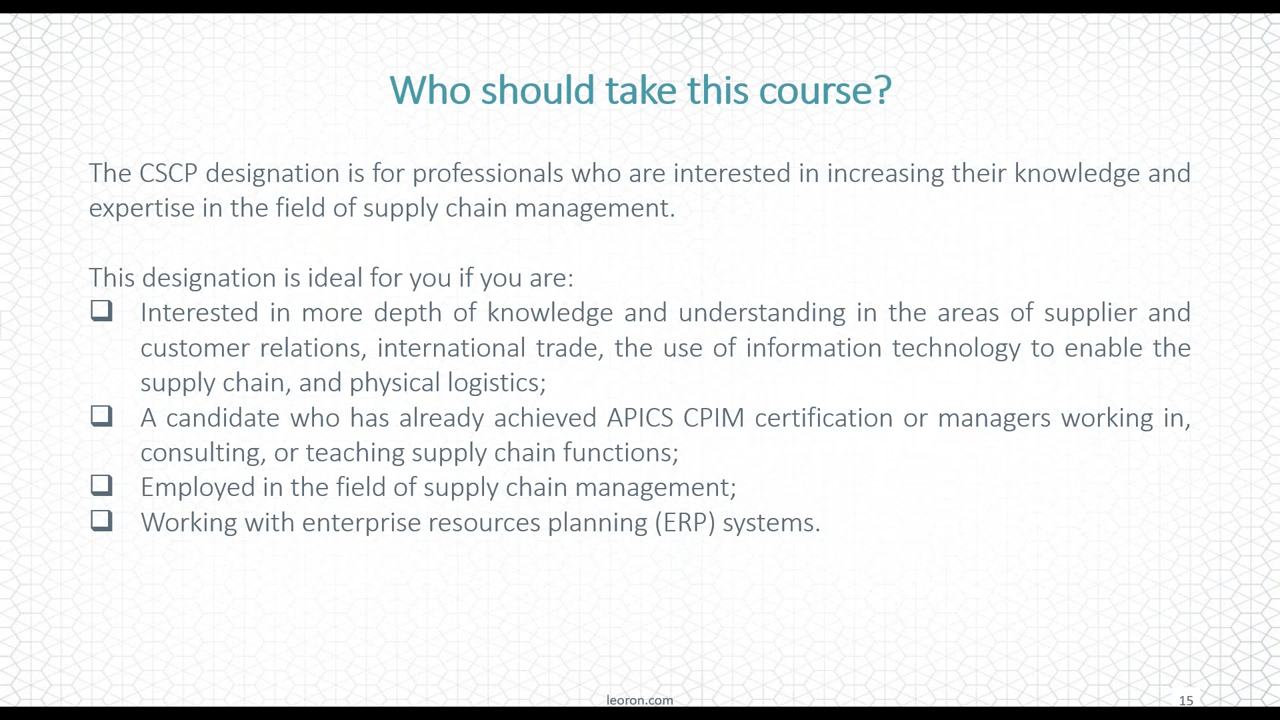 Who should take this course?
The CSCP designation is for professionals who are interested in increasing their knowledge and
expertise in the field of supply chain management.
This designation is ideal for you if you are:
❑ Interested in more depth of knowledge and understanding in the areas of supplier and
customer relations, international trade, the use of information technology to enable the
supply chain, and physical logistics;
❑ A candidate who has already achieved APICS CPIM certification or managers working in,
consulting, or teaching supply chain functions;
❑ Employed in the field of supply chain management;
❑ Working with enterprise resources planning (ERP) systems.
leoron.com
15